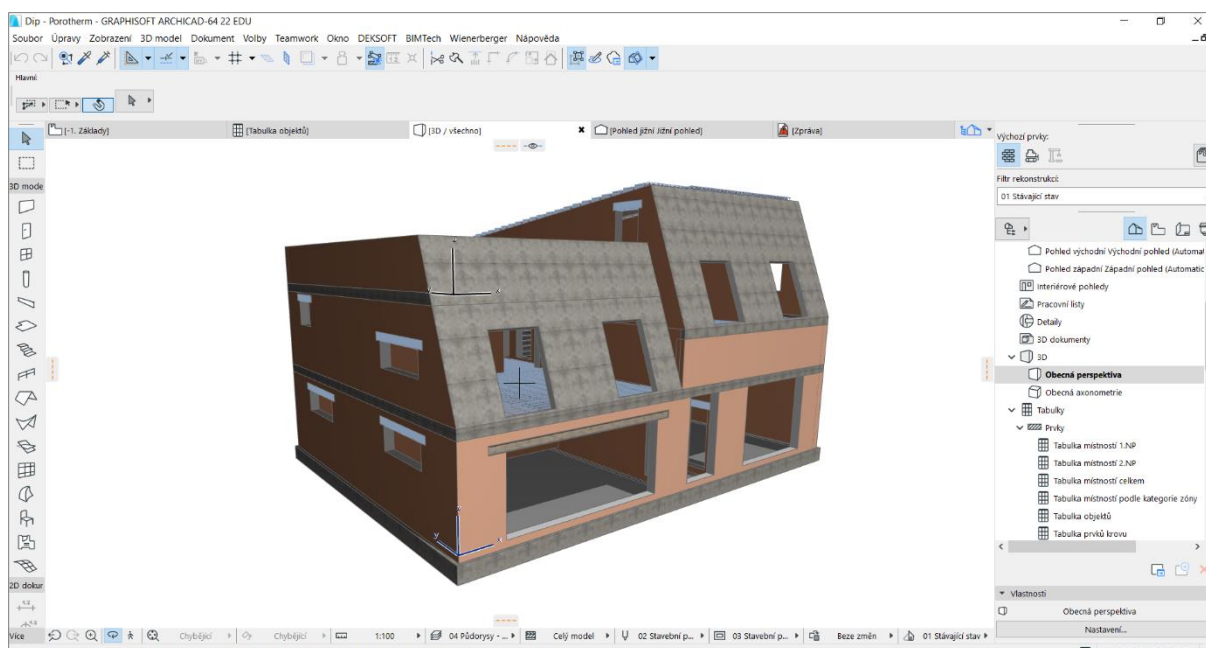 Dip - Porotherm - GRAPHISOFT ARCHICAD-64 22 EDU
Soubor Úpravy Zobrazení 3D model Dokument Volby Teamwork Okno DEKSOFT BIMTech Wienerberger Nápověda
Hlavní:
[-1. Základy] [Tabulka objektů] [3D / všechno] [Pohled jižní Jižní pohled] [Zpráva]
Výchozí prvky:
3D mode
Filtr rekonstrukcí:
01 Stávající stav
Pohled východní Východní pohled (Automat
Pohled západní Západní pohled (Automatic
Interiérové pohledy
Pracovní listy
Detaily
3D dokumenty
3D
Obecná perspektiva
Obecná axonometrie
Tabulky
Prvky
Tabulka místností 1.NP
Tabulka místností 2.NP
Tabulka místností celkem
Tabulka místností podle kategorie zóny
Tabulka objektů
Tabulka prvků krovu
2D dokur
Vlastnosti
Obecná perspektiva
Nastavení...
Více Chybějící Chybějící 1:100 04 Půdorysy - ... Celý model 02 Stavební p... 03 Stavební p... Beze změn 01 Stávající stav